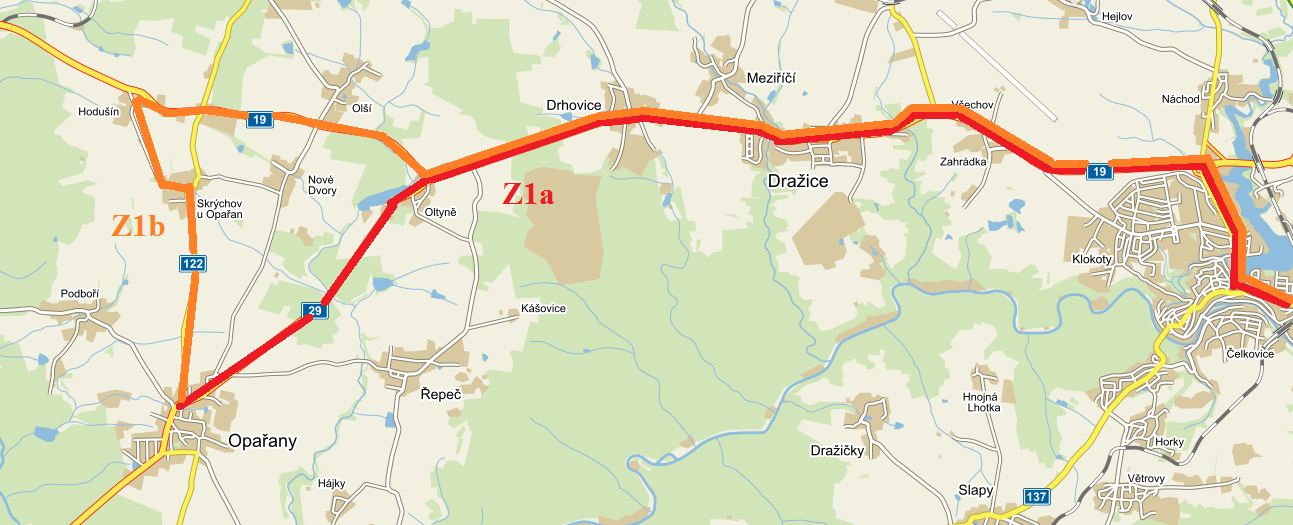 Hejlov
Meziříčí
Olší
Drhovice
Náchod
Hodušín
19
Všechov
Zahrádka
19
Dražice
Nové
Dvory
Z1a
Skrýchov
u Opařan
Oltyně
Z1b
122
Klokoty
Podboří
29
Kášovice
Čelkovice
Řepeč
Hnojná
Lhotka
Opařany
Dražičky
Horky
Hájky
Větrovy
Slapy
137